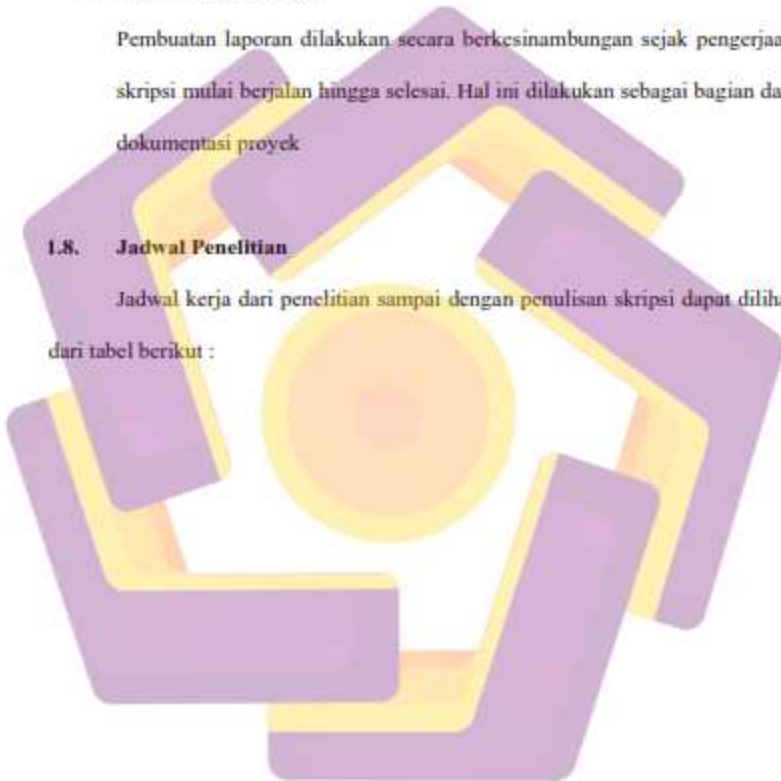 Pembuatan laporan dilakukan secara berkesinambungan sejak pengerjaa
skripsi mulai berjalan hingga selesai. Hal ini dilakukan sebagai bagian da
dokumentasi proyek
1.8. Jadwal Penelitian
Jadwal kerja dari penelitian sampai dengan penulisan skripsi dapat diliha
dari tabel berikut :